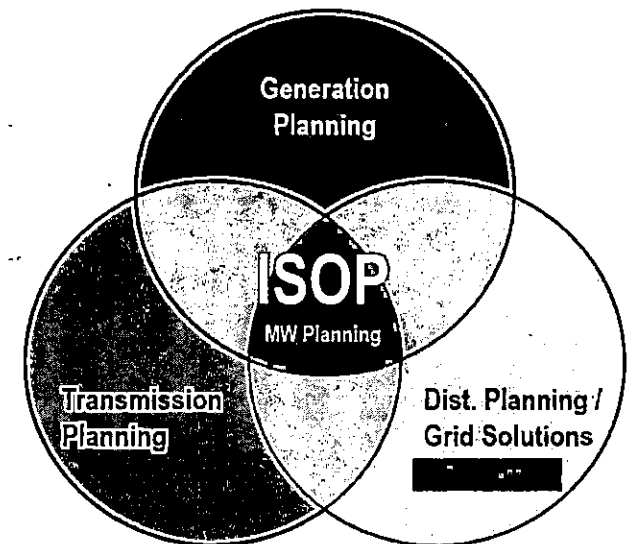 Generation
Planning
ISOP
MW Planning
Transmission
Planning
Dist. Planning /
Grid Solutions